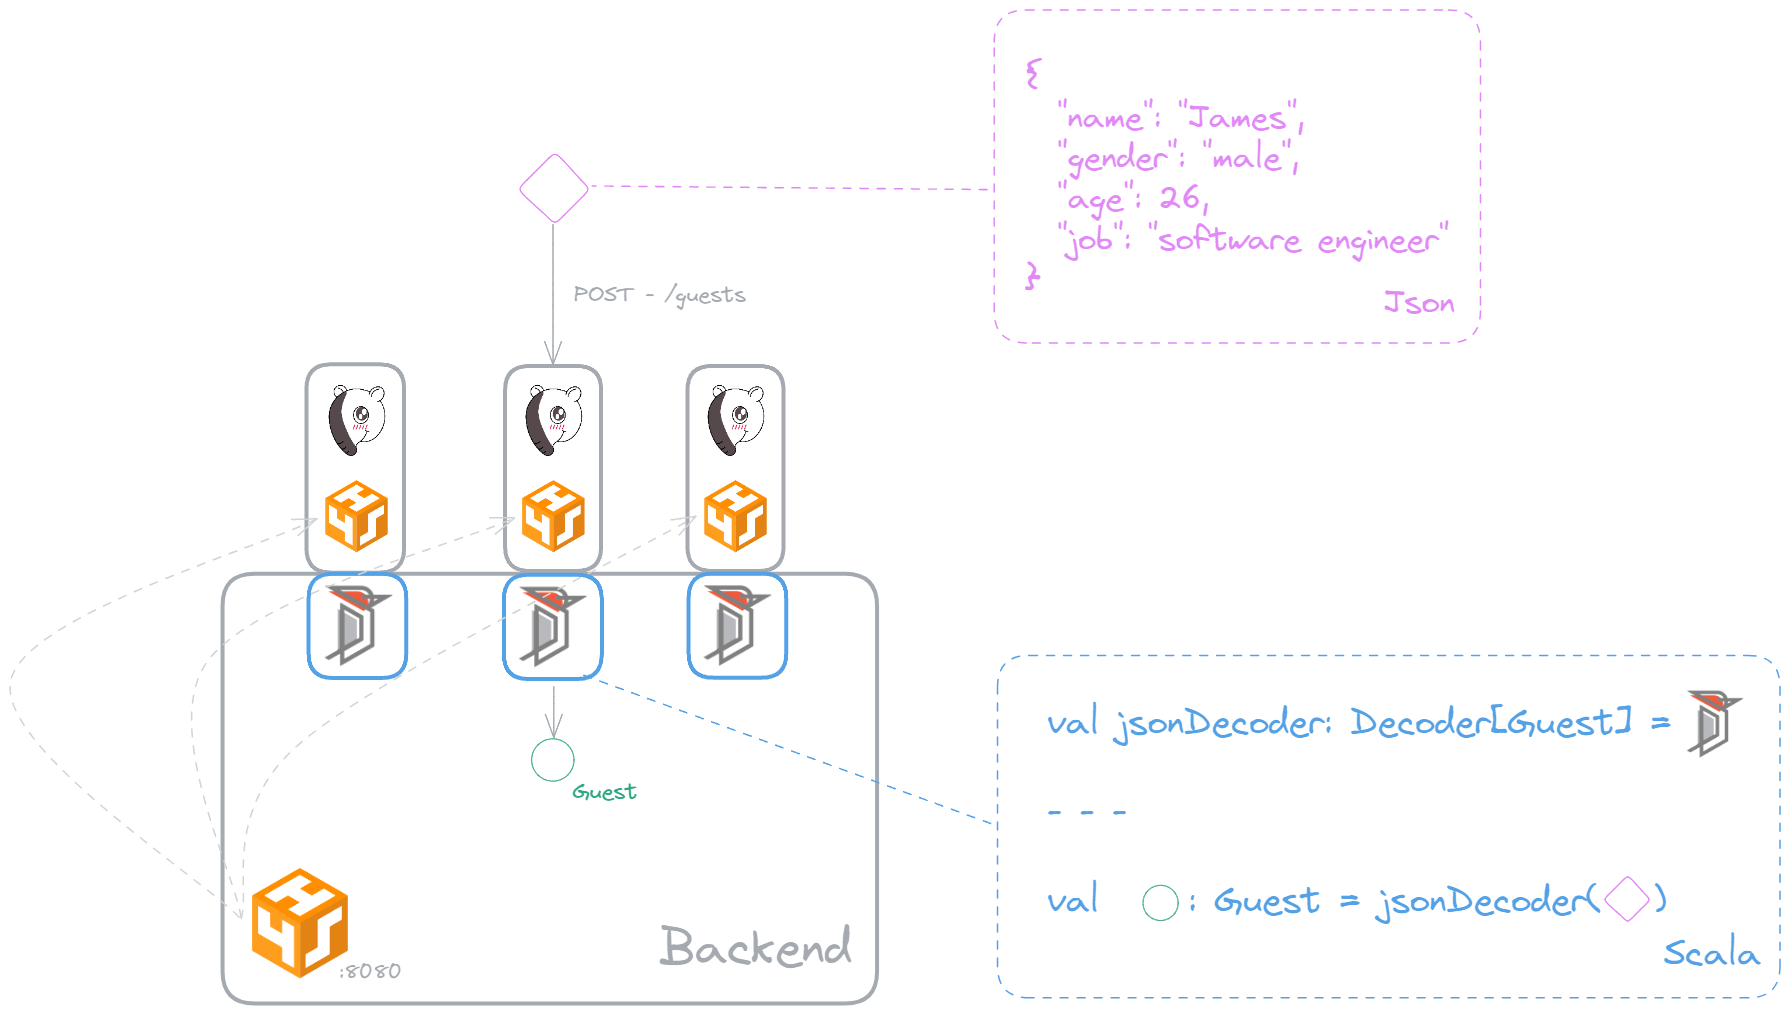 {
"name": "James",
"gender": "male",
"age": 26,
"job": "software engineer"
}
Json
POST - /guests
Guest
:8080
Backend
val jsonDecoder: Decoder[Guest] =
- - -
val : Guest = jsonDecoder( )
Scala